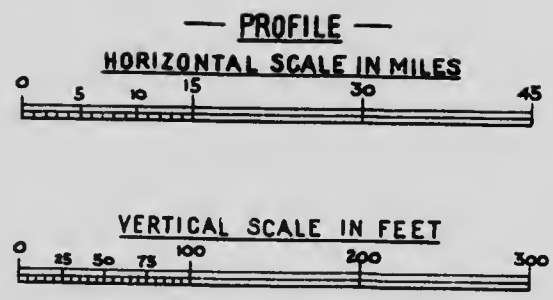 — PROFILE —
HORIZONTAL SCALE IN MILES
0 5 10 15 30 45
VERTICAL SCALE IN FEET
0 25 50 75 100 200 300